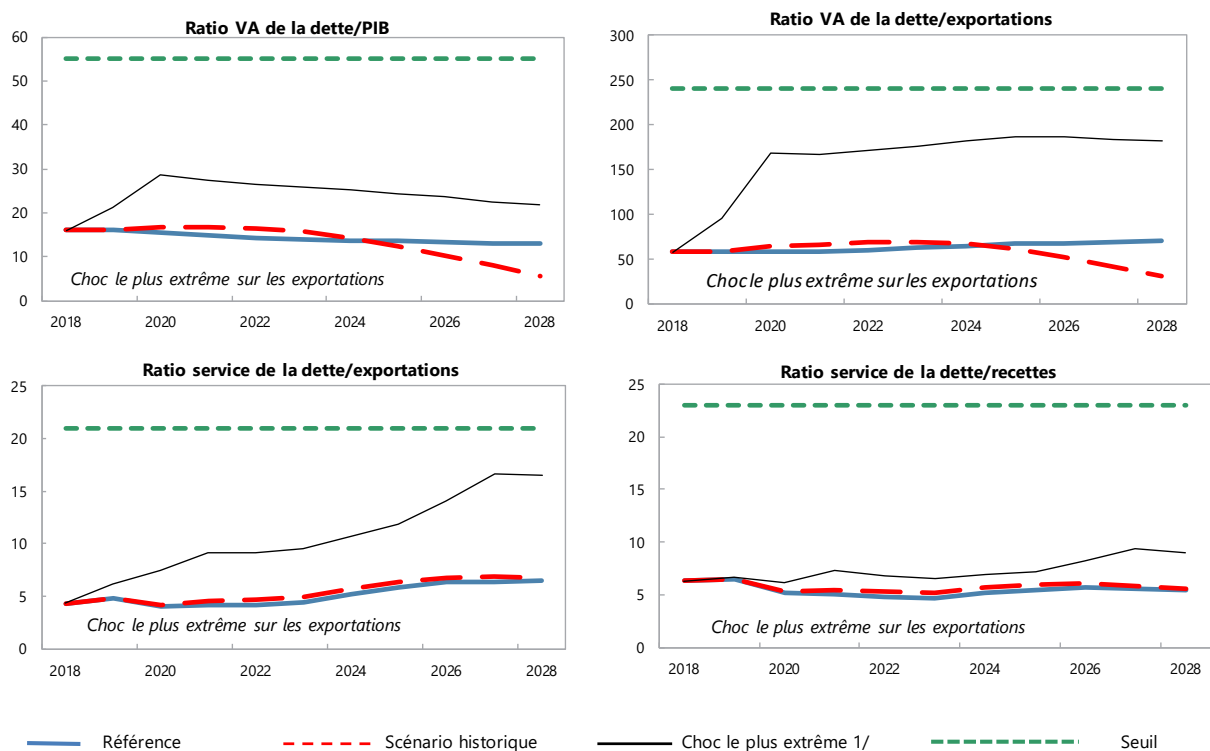 Ratio VA de la dette/PIB
60
50
40
30
20
10
0
Choc le plus extrême sur les exportations
2018 2020 2022 2024 2026 2028
Ratio VA de la dette/exportations
300
250
200
150
100
50
0
Choc le plus extrême sur les exportations
2018 2020 2022 2024 2026 2028
Ratio service de la dette/exportations
25
20
15
10
5
0
Choc le plus extrême sur les exportations
2018 2020 2022 2024 2026 2028
Ratio service de la dette/recettes
25
20
15
10
5
0
Choc le plus extrême sur les exportations
2018 2020 2022 2024 2026 2028
Référence Scénario historique Choc le plus extrême 1/ Seuil